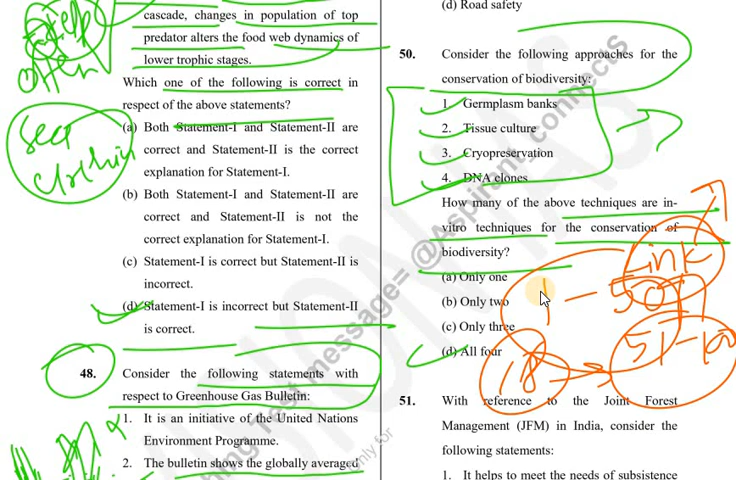 cascade, changes in population of top
predator alters the food web dynamics of
lower trophic stages.
Which one of the following is correct in
respect of the above statements?
(a) Both Statement-I and Statement-II are
correct and Statement-II is the correct
explanation for Statement-I.
(b) Both Statement-I and Statement-II are
correct and Statement-II is not the
correct explanation for Statement-I.
(c) Statement-I is correct but Statement-II is
incorrect.
(d) Statement-I is incorrect but Statement-II
is correct.
48. Consider the following statements with
respect to Greenhouse Gas Bulletin:
1. It is an initiative of the United Nations
Environment Programme.
2. The bulletin shows the globally averaged
(d) Road safety
50. Consider the following approaches for the
conservation of biodiversity:
1. Germplasm banks
2. Tissue culture
3. Cryopreservation
4. DNA clones
How many of the above techniques are in-
vitro techniques for the conservation of
biodiversity?
(a) Only one
(b) Only two
(c) Only three
(d) All four
51. With reference to the Joint Forest
Management (JFM) in India, consider the
following statements:
1. It helps to meet the needs of subsistence
Link
1 - 50
18
message= @Aspirant_connects
only for